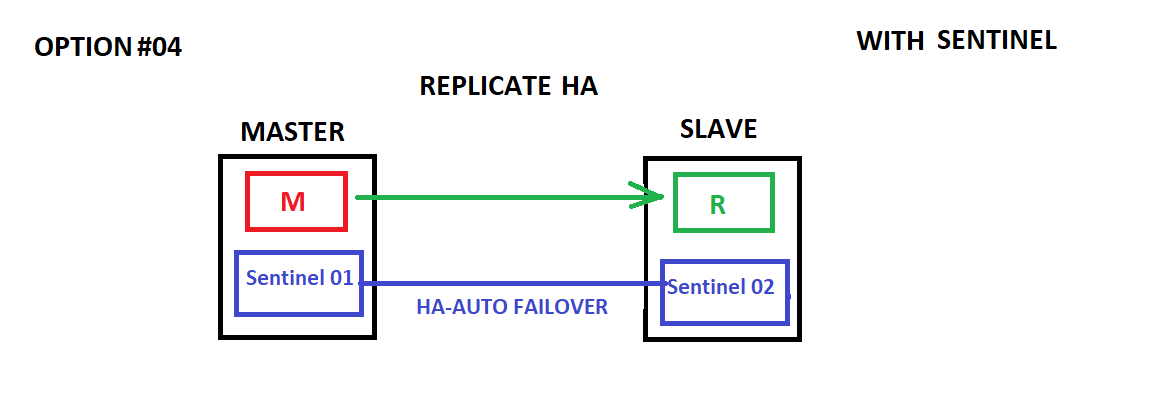 OPTION #04
WITH SENTINEL
REPLICATE HA
MASTER
SLAVE
M
R
Sentinel 01
Sentinel 02
HA-AUTO FAILOVER